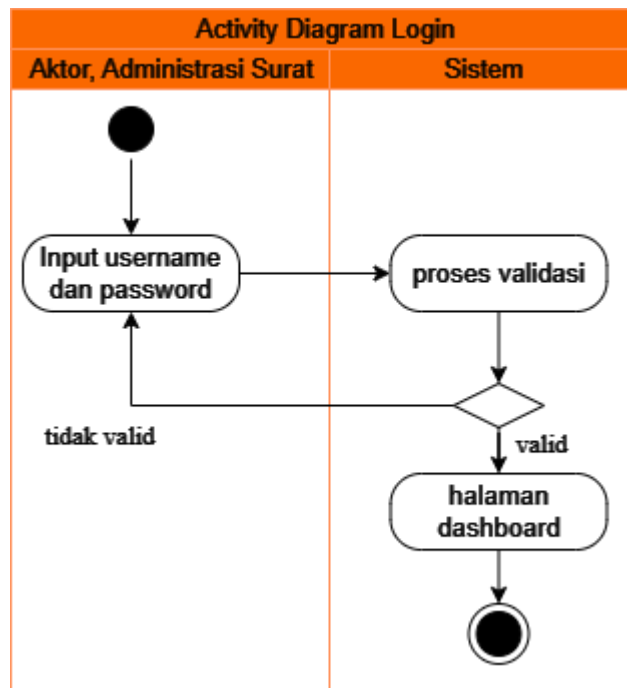 Activity Diagram Login
Aktor, Administrasi Surat
Sistem
Input username
dan password
proses validasi
tidak valid
valid
halaman
dashboard